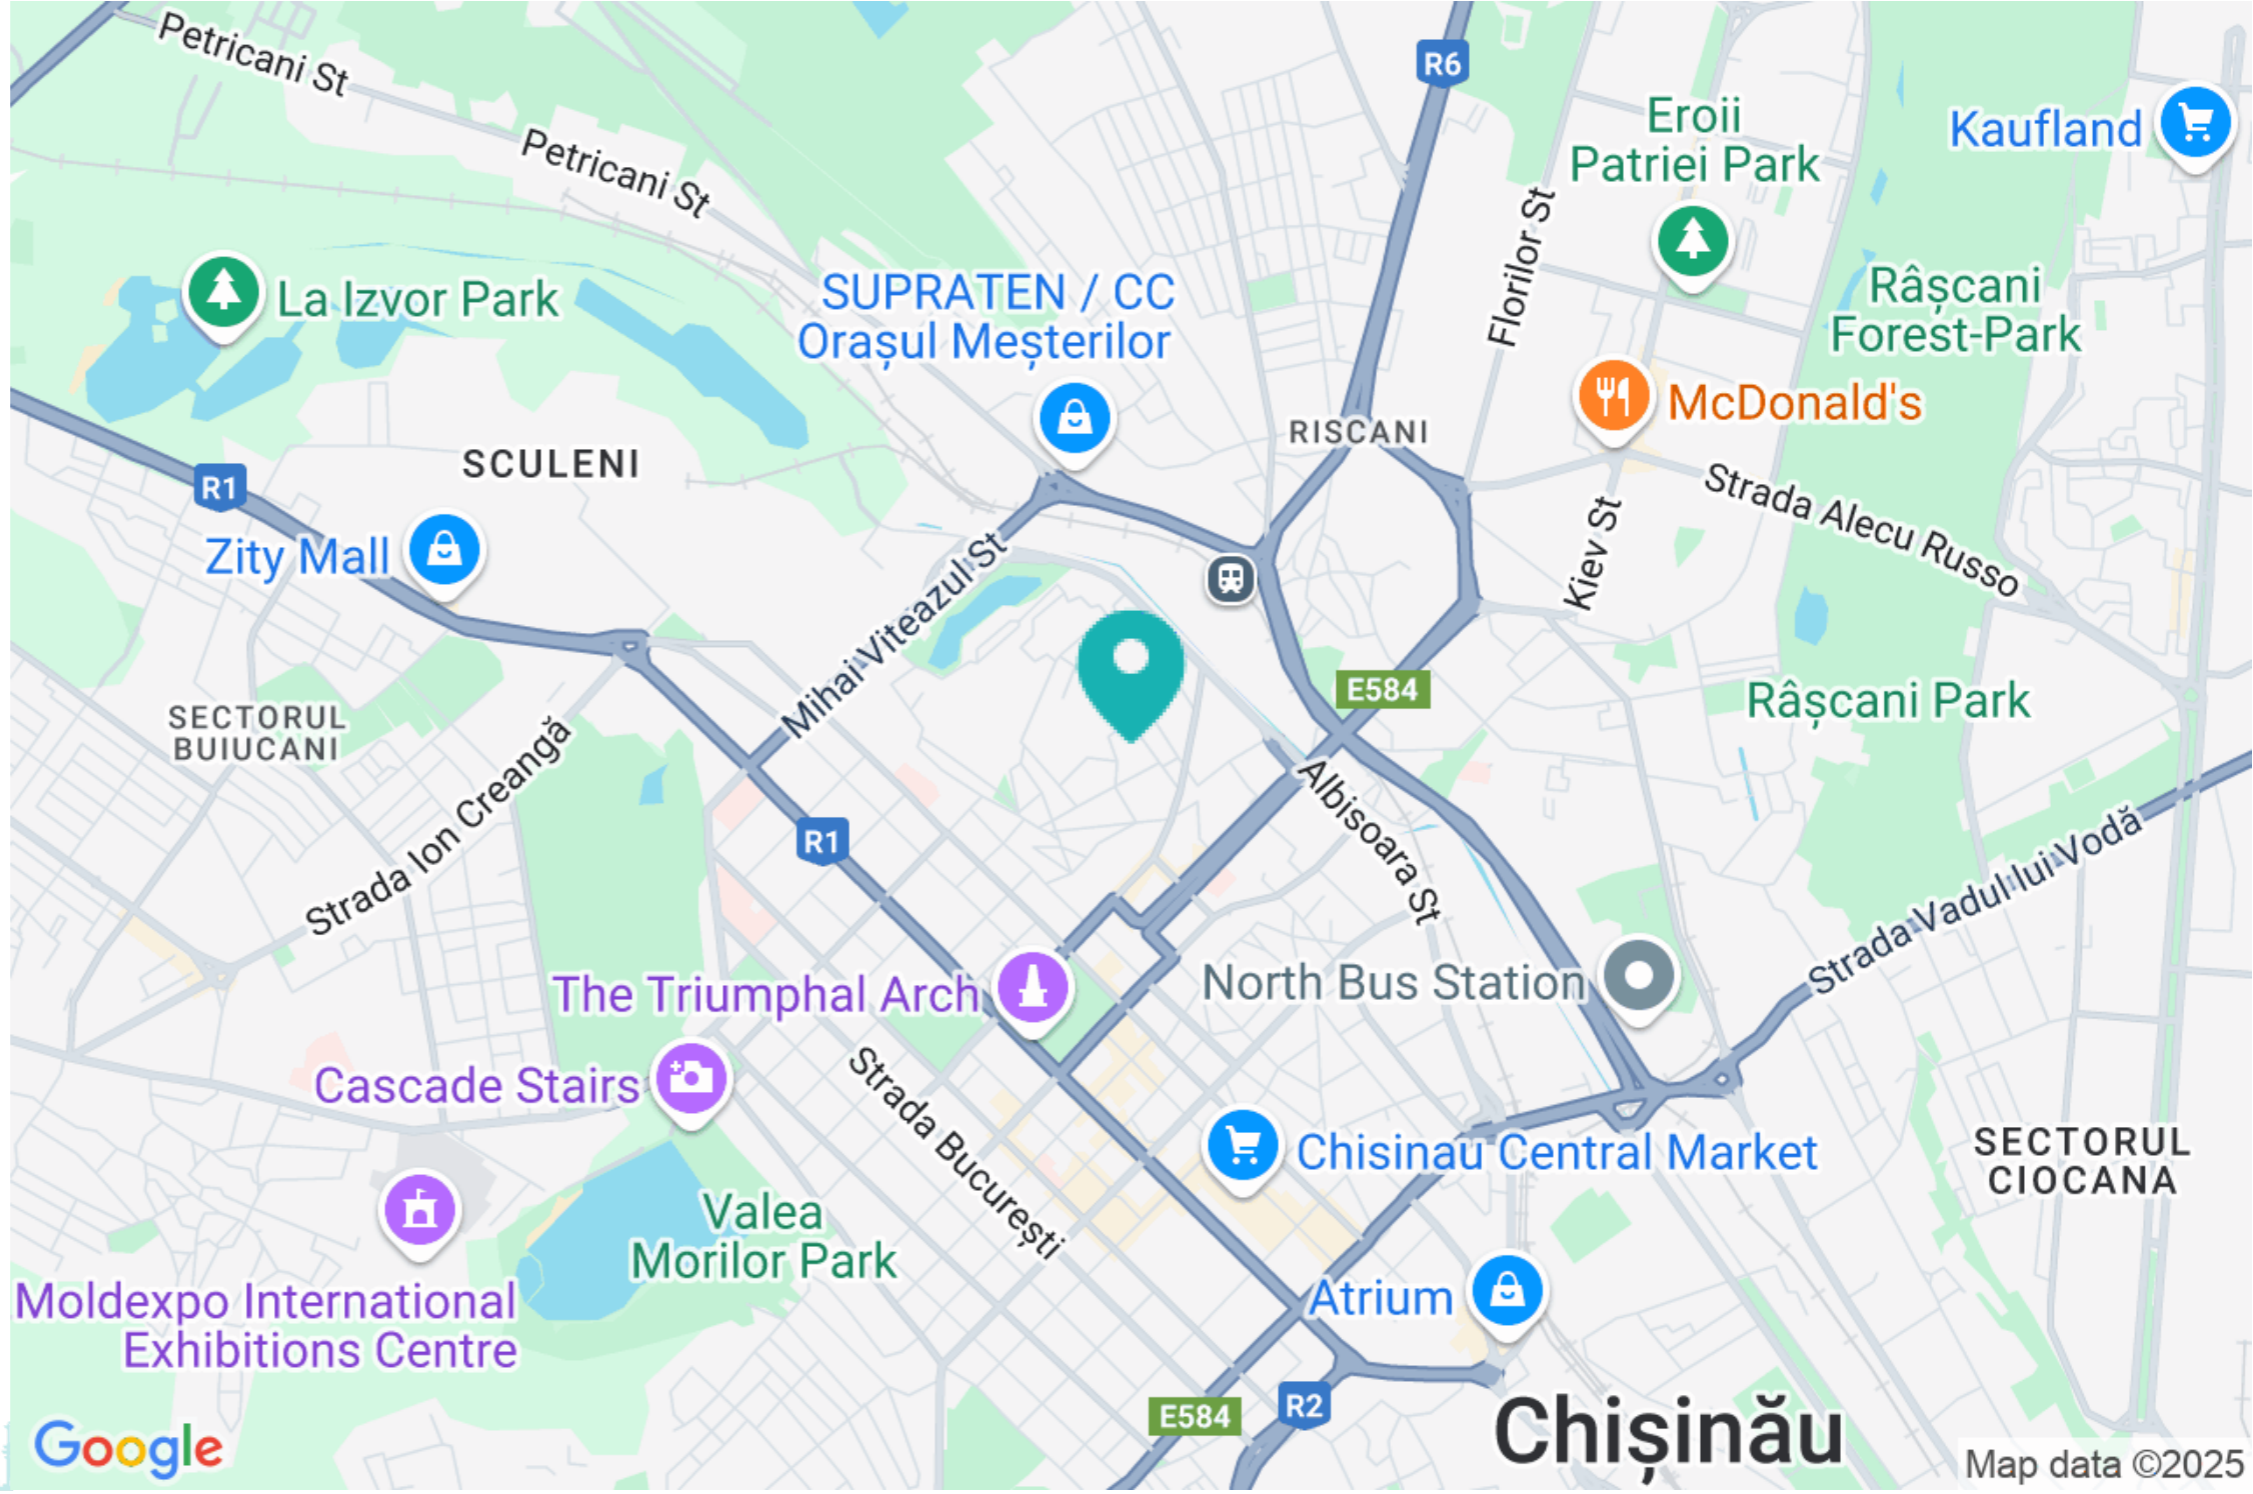 Petricani St
R6
Eroii
Patriei Park
Kaufland
Petricani St
Florilor St
La Izvor Park
SUPRATEN / CC
Orașul Meșterilor
Râșcani
Forest-Park
McDonald's
RISCANI
SCULENI
R1
Strada Alecu Russo
Zity Mall
Kiev St
Mihai Viteazul St
E584
Râșcani Park
SECTORUL
BUIUCANI
Strada Ion Creangă
R1
Albisoara St
Strada Vadul lui Vodă
The Triumphal Arch
North Bus Station
Cascade Stairs
Strada București
Chisinau Central Market
SECTORUL
CIOCANA
Valea
Morilor Park
Moldexpo International
Exhibitions Centre
Atrium
E584
R2
Chișinău
Google
Map data ©2025